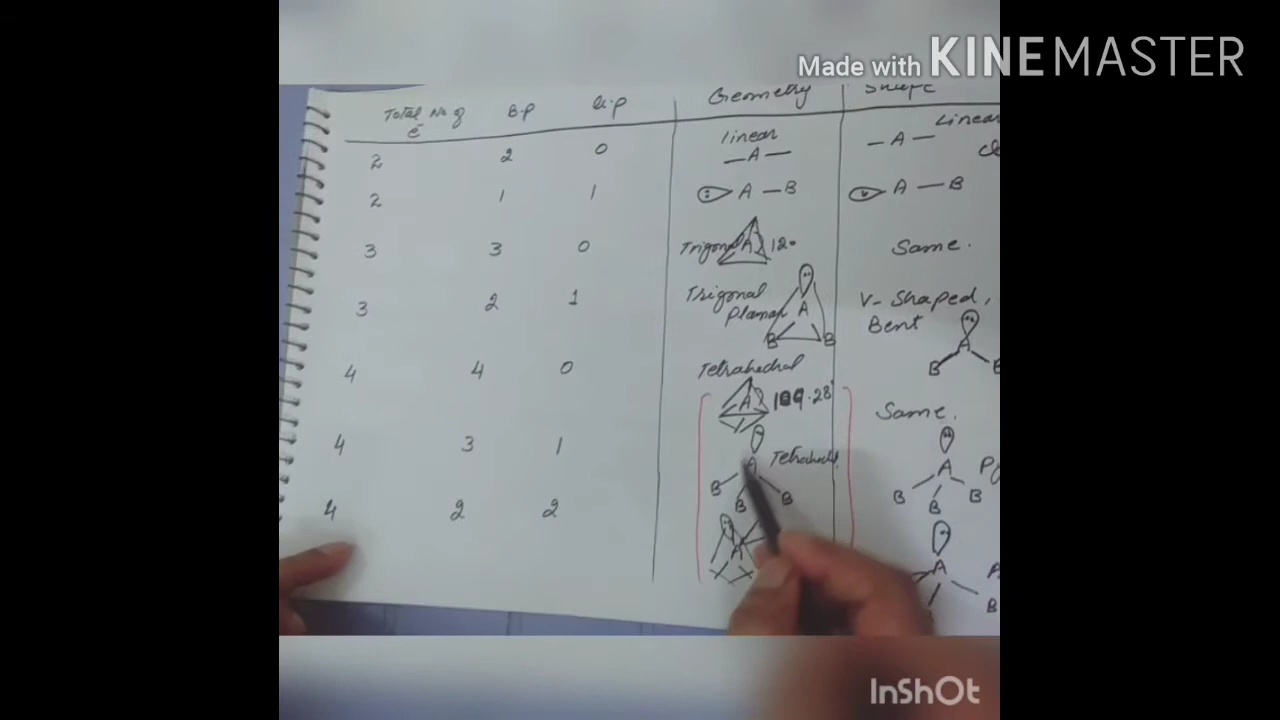 Made with KINEMASTER
Total No of e⁻ B.P L.P Geometry Shape
2 2 0 Linear —A— —A— Linear
2 1 1 : A — B A — B
3 3 0 Trigonal A 120 Same.
3 2 1 Trigonal Planar A B B V-Shaped, Bent A B B
4 4 0 Tetrahedral A 109.28' Same.
4 3 1 A B B B A B B B
4 2 2 A A B
InShOt